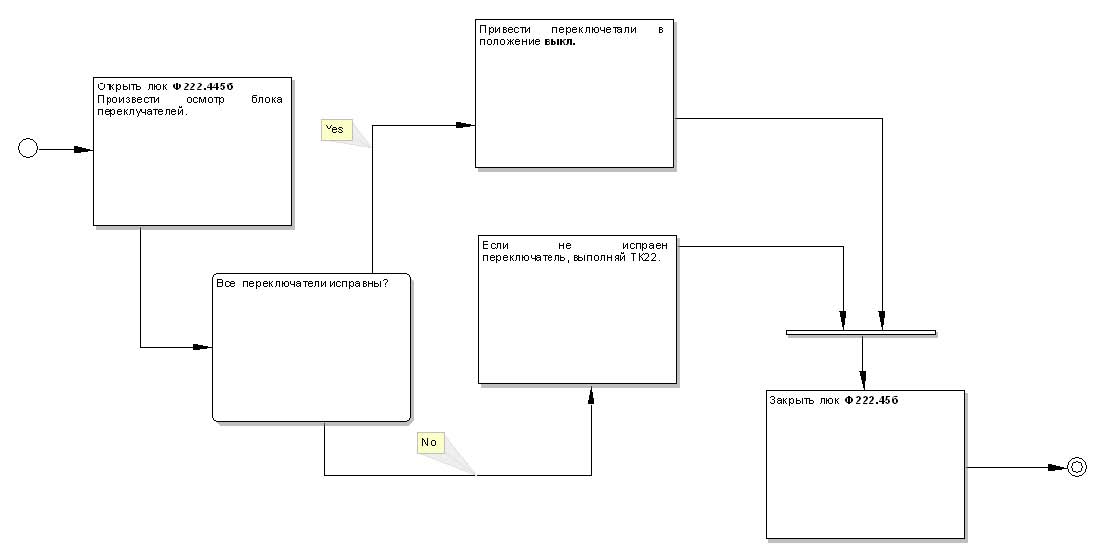 Привести переключетали в
положение выкл.
Открыть люк Ф222.445б
Произвести осмотр блока
переклучателей.
Yes
Если не испраен
переключатель, выполняй ТК22.
Все переключатели исправны?
Закрыть люк Ф222.45б
No